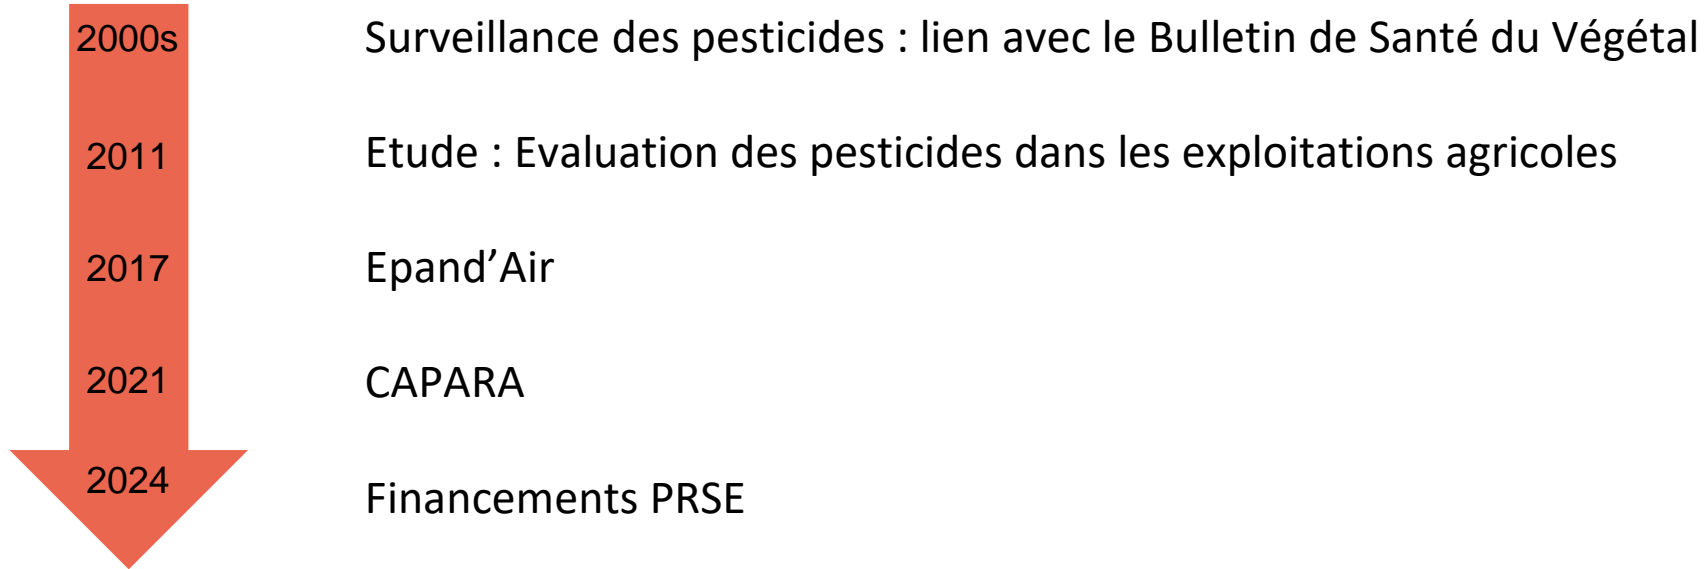 2000s Surveillance des pesticides : lien avec le Bulletin de Santé du Végétal
2011 Etude : Evaluation des pesticides dans les exploitations agricoles
2017 Epand’Air
2021 CAPARA
2024 Financements PRSE